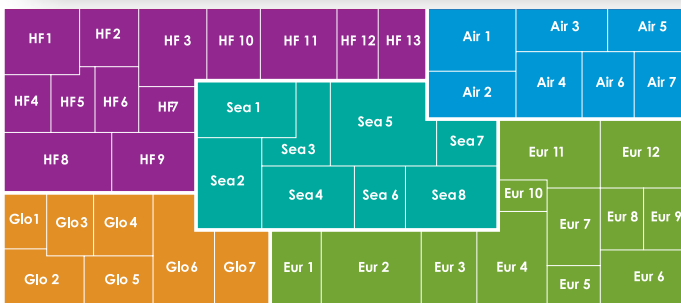 HF1
HF2
HF 3
HF 10
HF 11
HF 12
HF 13
HF4
HF5
HF6
HF7
HF8
HF9
Air 1
Air 3
Air 5
Air 2
Air 4
Air 6
Air 7
Sea 1
Sea 3
Sea 5
Sea 7
Sea2
Sea 4
Sea 6
Sea8
Eur 11
Eur 12
Eur 10
Eur 7
Eur 8
Eur 9
Eur 1
Eur 2
Eur 3
Eur 4
Eur 5
Eur 6
Glo1
Glo3
Glo4
Glo 2
Glo 5
Glo6
Glo7